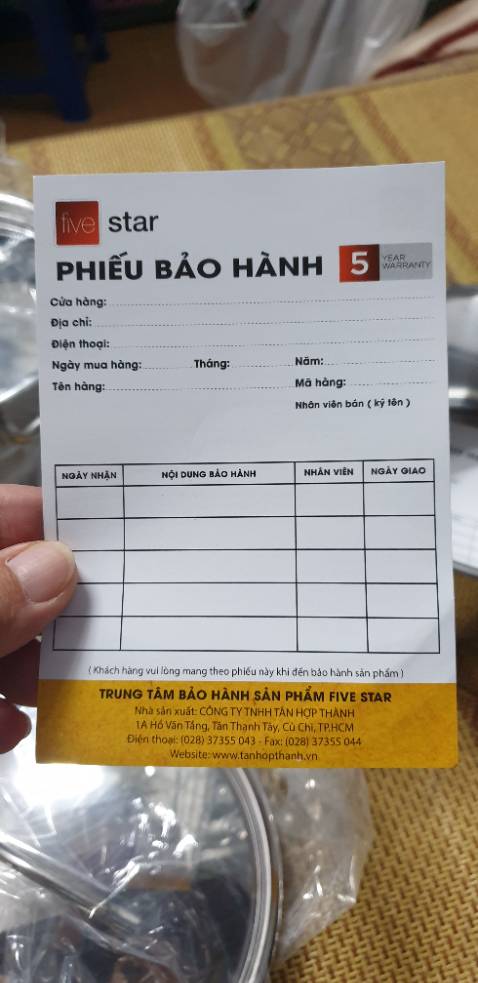 five star
PHIẾU BẢO HÀNH 5 YEAR WARRANTY
Cửa hàng:
Địa chỉ:
Điện thoại:
Ngày mua hàng: Tháng: Năm:
Tên hàng: Mã hàng:
Nhân viên bán ( ký tên )
NGÀY NHẬN NỘI DUNG BẢO HÀNH NHÂN VIÊN NGÀY GIAO
( Khách hàng vui lòng mang theo phiếu này khi đến bảo hành sản phẩm )
TRUNG TÂM BẢO HÀNH SẢN PHẨM FIVE STAR
Nhà sản xuất: CÔNG TY TNHH TÂN HỢP THÀNH
1A Hồ Văn Tắng, Tân Thạnh Tây, Củ Chi, TP.HCM
Điện thoại: (028) 37355 043 - Fax: (028) 37355 044
Website: www.tanhopthanh.vn